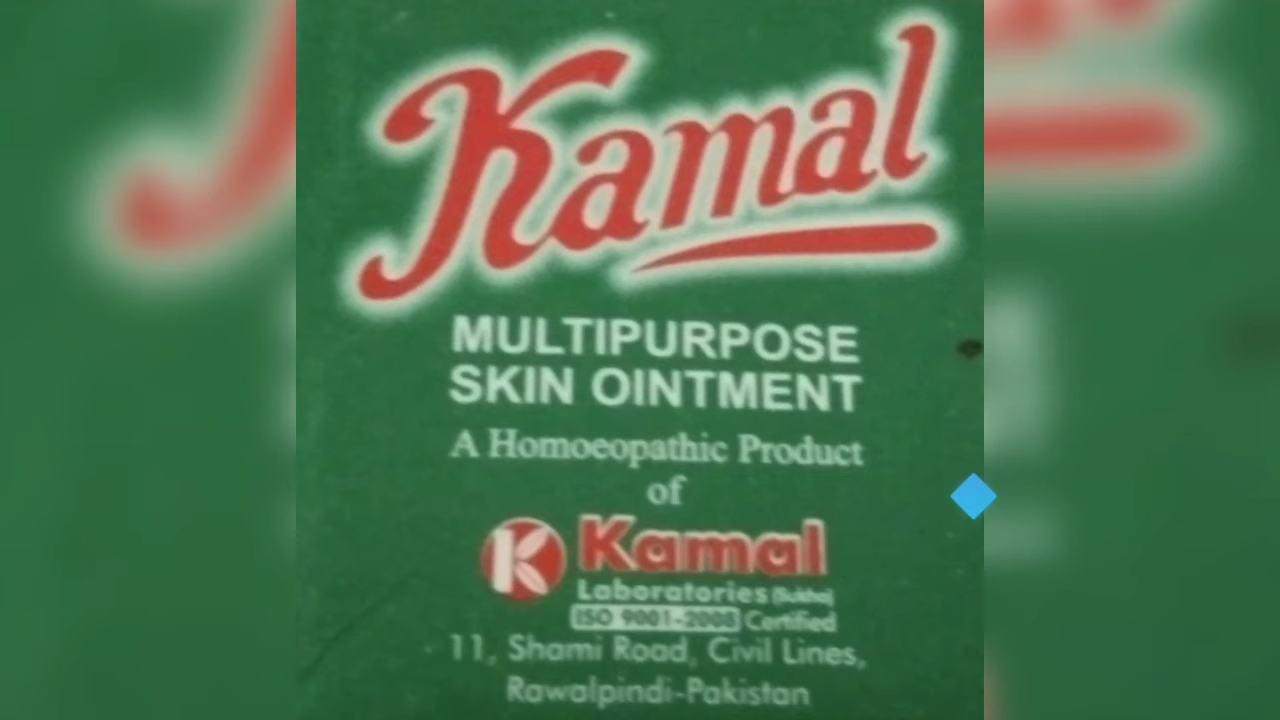 Kamal
MULTIPURPOSE
SKIN OINTMENT
A Homoeopathic Product
of
K Kamal
Laboratories
ISO 9001-2008 Certified
11, Shami Road, Civil Lines,
Rawalpindi-Pakistan